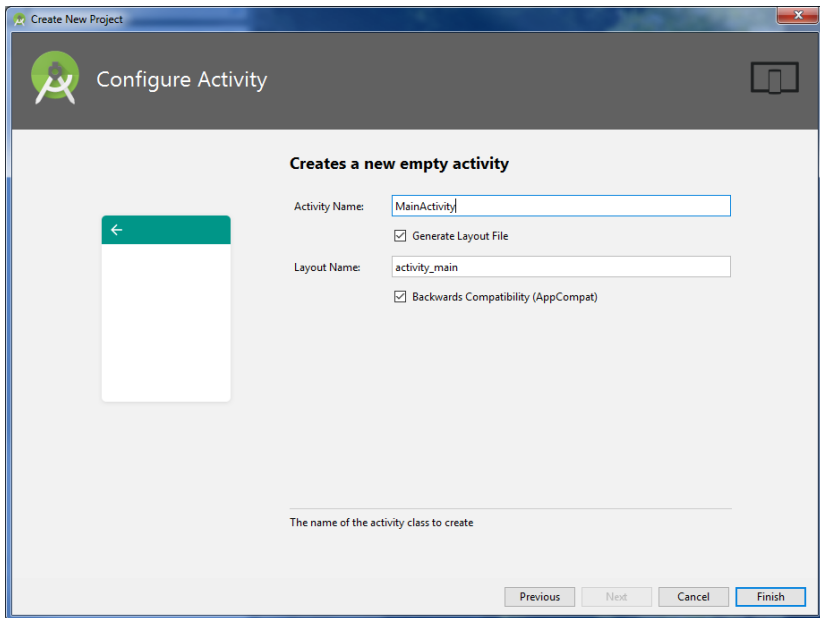 Create New Project
Configure Activity
Creates a new empty activity
Activity Name: MainActivity
Generate Layout File
Layout Name: activity_main
Backwards Compatibility (AppCompat)
The name of the activity class to create
Previous Next Cancel Finish